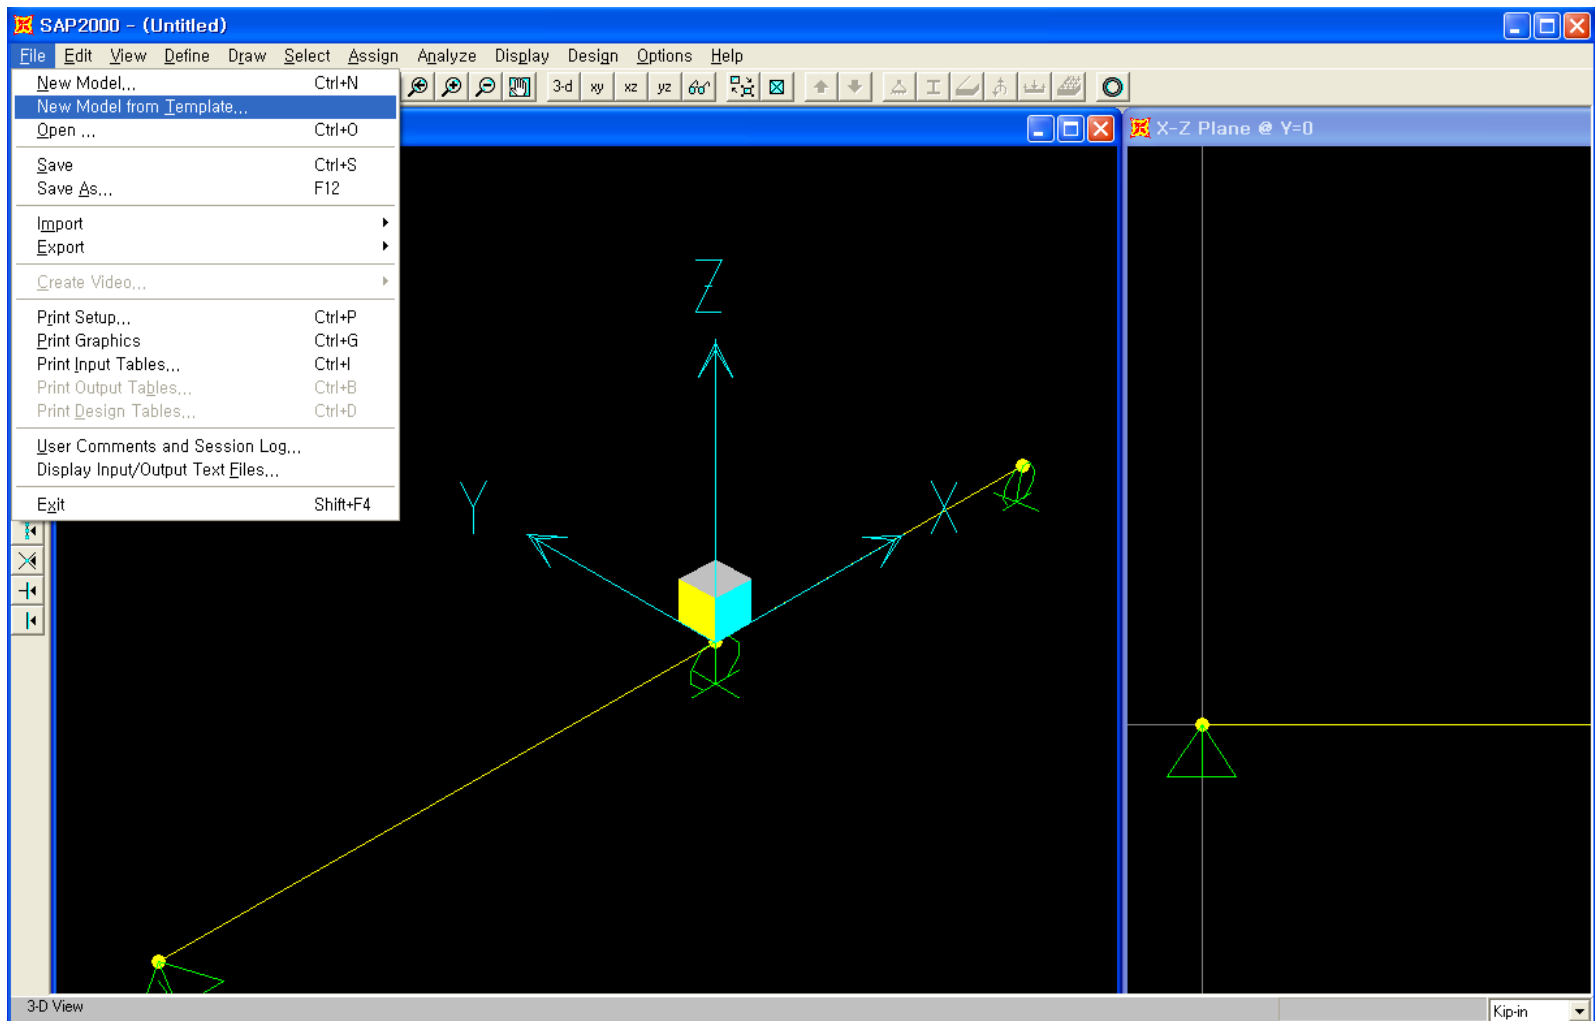 SAP2000 - (Untitled)
File Edit View Define Draw Select Assign Analyze Display Design Options Help
3-d xy xz yz
New Model... Ctrl+N
New Model from Template...
Open ... Ctrl+O
Save Ctrl+S
Save As... F12
Import
Export
Create Video...
Print Setup... Ctrl+P
Print Graphics Ctrl+G
Print Input Tables... Ctrl+I
Print Output Tables... Ctrl+B
Print Design Tables... Ctrl+D
User Comments and Session Log...
Display Input/Output Text Files...
Exit Shift+F4
X-Z Plane @ Y=0
Z
Y
X
3-D View
Kip-in